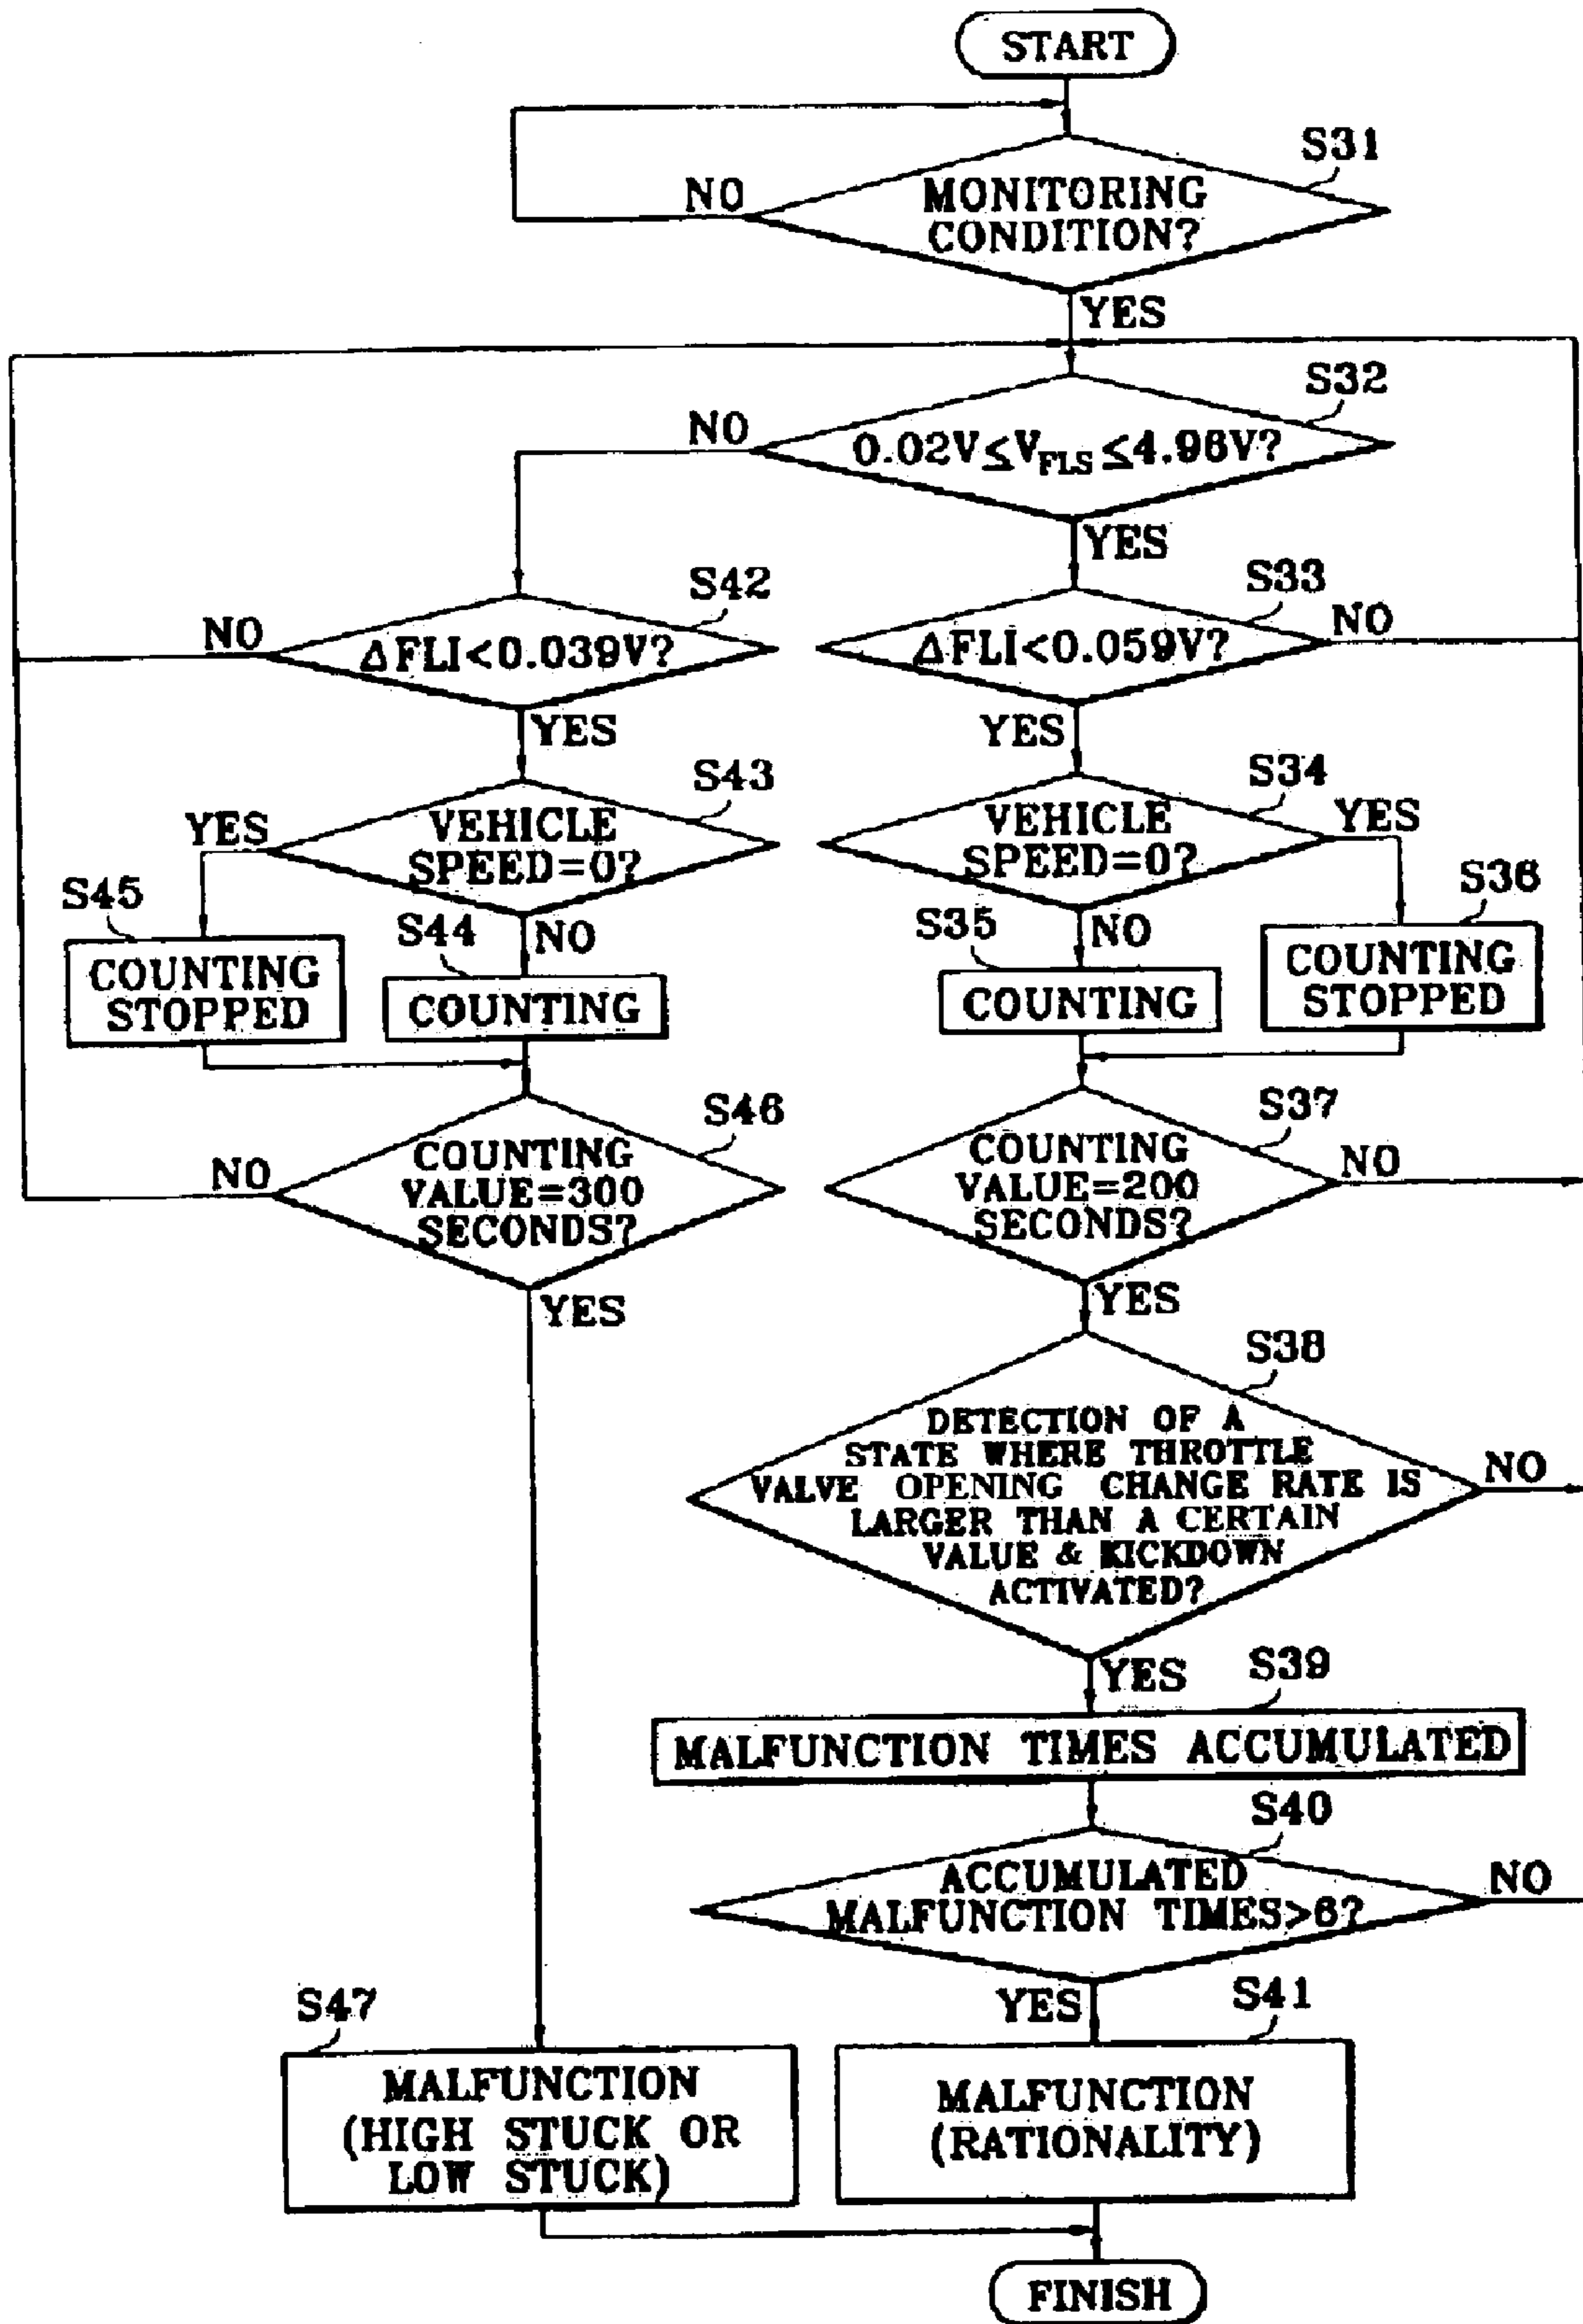 START
S31
MONITORING
CONDITION?
NO
YES
S32
0.02V≤V_FLS≤4.98V?
NO
YES
S42
ΔFLI<0.039V?
NO
YES
S33
ΔFLI<0.059V?
NO
YES
S43
VEHICLE
SPEED=0?
YES
NO
S34
VEHICLE
SPEED=0?
YES
NO
S45
COUNTING
STOPPED
S44
COUNTING
S35
COUNTING
S36
COUNTING
STOPPED
S46
COUNTING
VALUE=300
SECONDS?
NO
YES
S37
COUNTING
VALUE=200
SECONDS?
NO
YES
S38
DETECTION OF A
STATE WHERE THROTTLE
VALVE OPENING CHANGE RATE IS
LARGER THAN A CERTAIN
VALUE & KICKDOWN
ACTIVATED?
NO
YES
S39
MALFUNCTION TIMES ACCUMULATED
S40
ACCUMULATED
MALFUNCTION TIMES>6?
NO
YES
S47
MALFUNCTION
(HIGH STUCK OR
LOW STUCK)
S41
MALFUNCTION
(RATIONALITY)
FINISH